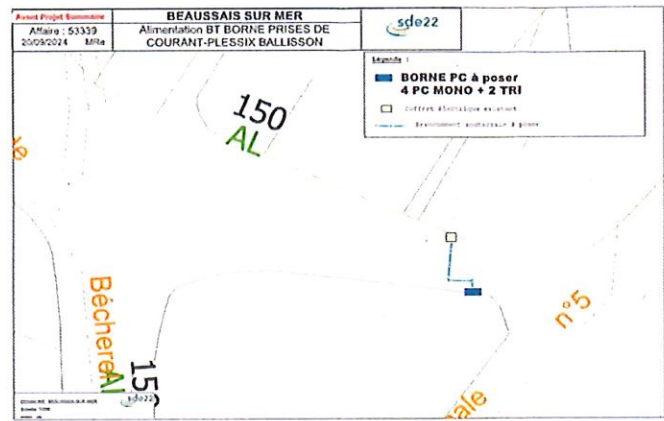 Avant Projet Sommaire
Affaire : 53339
20/09/2024 MRe
BEAUSSAIS SUR MER
Alimentation BT BORNE PRISES DE
COURANT-PLESSIX BALLISSON
sde22
Légende :
BORNE PC à poser
4 PC MONO + 2 TRI
Coffret électrique existant
Branchement souterrain à poser
150
AL
Bécherel
150
AL
n°5
ale
sde22